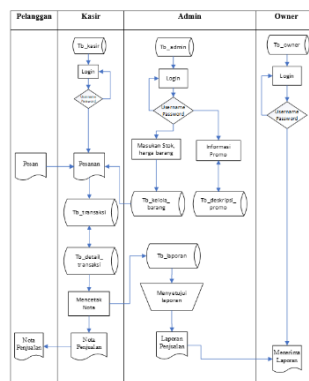 Pelanggan
Kasir
Admin
Owner
Tb_kasir
Login
Username
Password
Pesan
Pesanan
Tb_transaksi
Tb_detail_
transaksi
Mencetak
Nota
Nota
Penjualan
Nota
Penjualan
Tb_admin
Login
Username
Password
Masukan Stok,
harga barang
Informasi
Promo
Tb_kelola_
barang
Tb_deskripsi_
promo
Tb_laporan
Menyetujui
laporan
Laporan
Penjualan
Tb_owner
Login
Username
Password
Menerima
Laporan